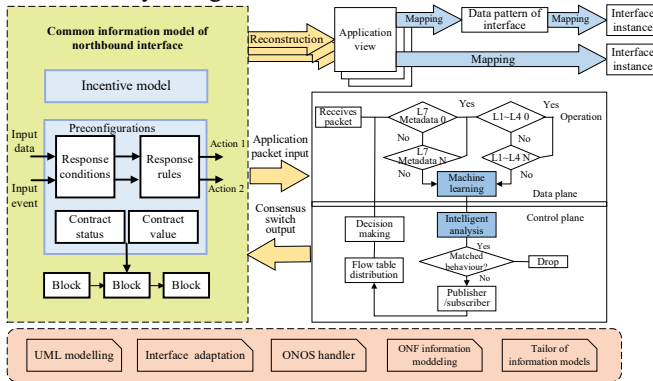 Common information model of
northbound interface
Incentive model
Preconfigurations
Input
data
Input
event
Response
conditions
Response
rules
Action 1
Action 2
Contract
status
Contract
value
Block
Block
Block
Reconstruction
Application
view
Mapping
Data pattern of
interface
Mapping
Interface
instance
Mapping
Interface
instance
Application
packet input
Consensus
switch
output
Receives
packet
L7
Metadata 0
Yes
L1~L4 0
Yes
Operation
No
No
L7
Metadata N
L1~L4 N
No
No
Machine
learning
Data plane
Control plane
Intelligent
analysis
Decision
making
Yes
Matched
behaviour?
Drop
Flow table
distribution
No
Publisher
/subscriber
UML modelling
Interface adaptation
ONOS handler
ONF information
moddeling
Tailor of
information models